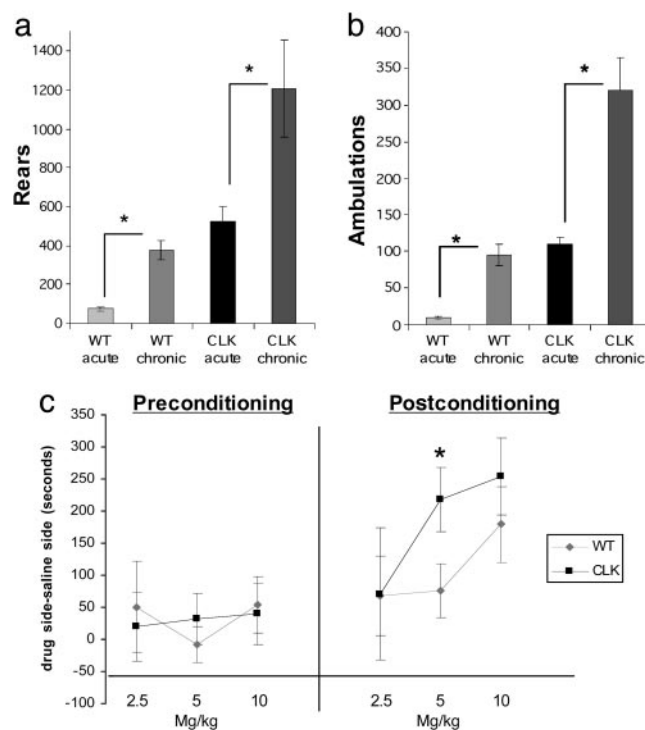 a
b
Rears
1400
1200
1000
800
600
400
200
0
*
*
WT
acute
WT
chronic
CLK
acute
CLK
chronic
Ambulations
400
350
300
250
200
150
100
50
0
*
*
WT
acute
WT
chronic
CLK
acute
CLK
chronic
c
Preconditioning
Postconditioning
drug side-saline side (seconds)
350
300
250
200
150
100
50
0
-50
-100
*
2.5 5 10
Mg/kg
2.5 5 10
Mg/kg
WT
CLK